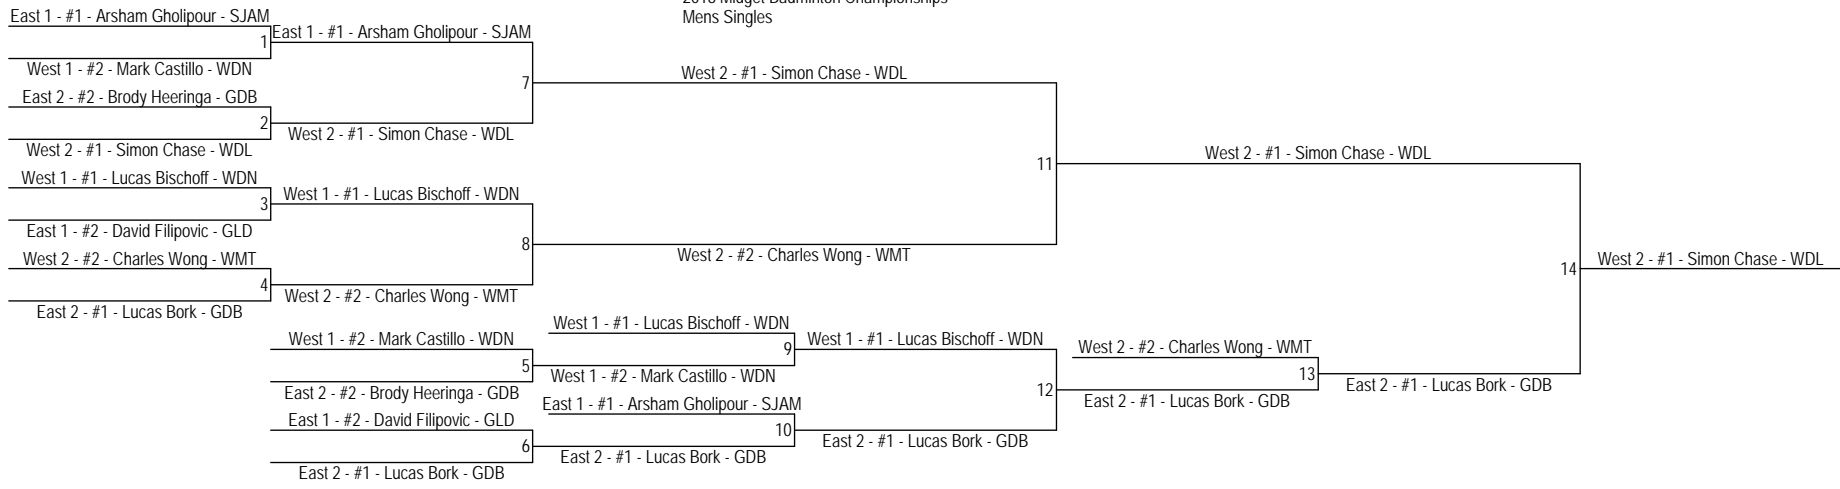 Mens Singles
East 1 - #1 - Arsham Gholipour - SJAM
1
West 1 - #2 - Mark Castillo - WDN
East 2 - #2 - Brody Heeringa - GDB
2
West 2 - #1 - Simon Chase - WDL
West 1 - #1 - Lucas Bischoff - WDN
3
East 1 - #2 - David Filipovic - GLD
West 2 - #2 - Charles Wong - WMT
4
East 2 - #1 - Lucas Bork - GDB
East 1 - #1 - Arsham Gholipour - SJAM
7
West 2 - #1 - Simon Chase - WDL
West 1 - #1 - Lucas Bischoff - WDN
8
West 2 - #2 - Charles Wong - WMT
West 1 - #2 - Mark Castillo - WDN
5
East 2 - #2 - Brody Heeringa - GDB
East 1 - #2 - David Filipovic - GLD
6
East 2 - #1 - Lucas Bork - GDB
West 1 - #1 - Lucas Bischoff - WDN
9
West 1 - #2 - Mark Castillo - WDN
East 1 - #1 - Arsham Gholipour - SJAM
10
East 2 - #1 - Lucas Bork - GDB
West 2 - #1 - Simon Chase - WDL
11
West 2 - #2 - Charles Wong - WMT
West 1 - #1 - Lucas Bischoff - WDN
12
East 2 - #1 - Lucas Bork - GDB
West 2 - #2 - Charles Wong - WMT
13
East 2 - #1 - Lucas Bork - GDB
West 2 - #1 - Simon Chase - WDL
14
East 2 - #1 - Lucas Bork - GDB
West 2 - #1 - Simon Chase - WDL